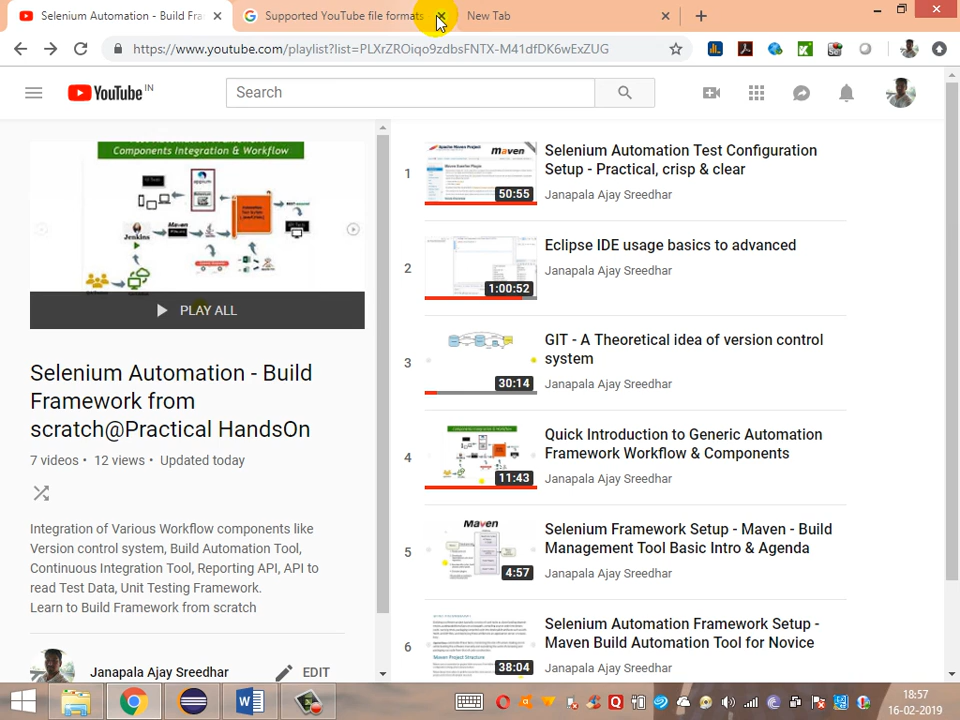 Selenium Automation - Build Fra
Supported YouTube file formats
New Tab
https://www.youtube.com/playlist?list=PLXrZROiqo9zdbsFNTX-M41dfDK6wExZUG
YouTube IN
Search
Components Integration & Workflow
Jenkins
PLAY ALL
Selenium Automation - Build
Framework from
scratch@Practical HandsOn
7 videos • 12 views • Updated today
Integration of Various Workflow components like
Version control system, Build Automation Tool,
Continuous Integration Tool, Reporting API, API to
read Test Data, Unit Testing Framework.
Learn to Build Framework from scratch
Janapala Ajay Sreedhar
EDIT
1
maven
50:55
Selenium Automation Test Configuration
Setup - Practical, crisp & clear
Janapala Ajay Sreedhar
2
1:00:52
Eclipse IDE usage basics to advanced
Janapala Ajay Sreedhar
3
30:14
GIT - A Theoretical idea of version control
system
Janapala Ajay Sreedhar
4
11:43
Quick Introduction to Generic Automation
Framework Workflow & Components
Janapala Ajay Sreedhar
5
Maven
4:57
Selenium Framework Setup - Maven - Build
Management Tool Basic Intro & Agenda
Janapala Ajay Sreedhar
6
38:04
Selenium Automation Framework Setup -
Maven Build Automation Tool for Novice
Janapala Ajay Sreedhar
18:57
16-02-2019